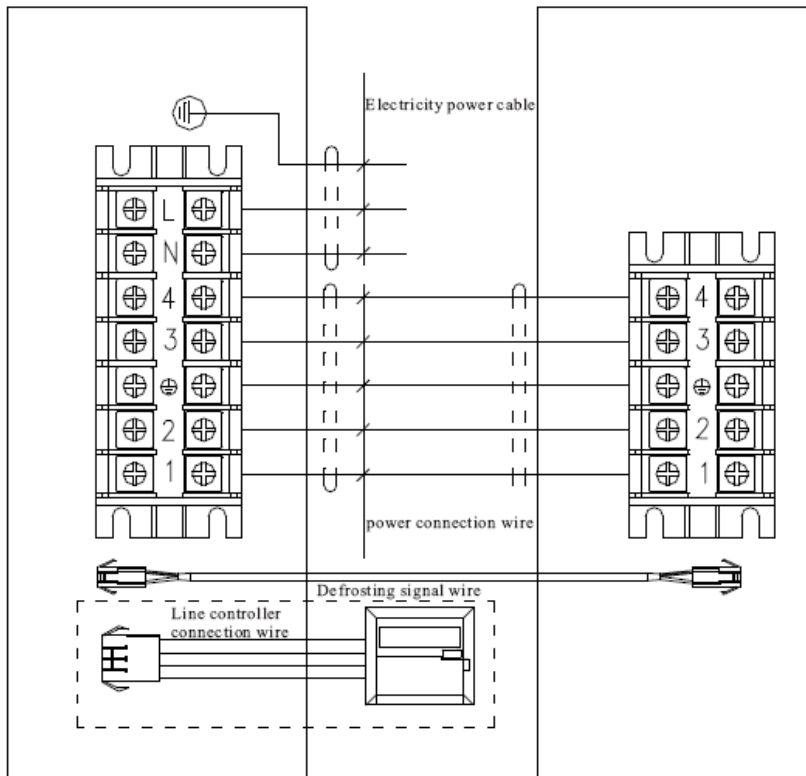 Electricity power cable
L
N
4
3
2
1
4
3
2
1
power connection wire
Defrosting signal wire
Line controller
connection wire